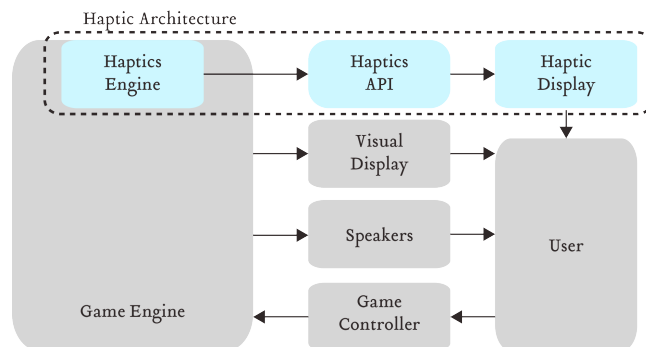 Haptic Architecture
Haptics
Engine
Haptics
API
Haptic
Display
Visual
Display
Speakers
User
Game Engine
Game
Controller